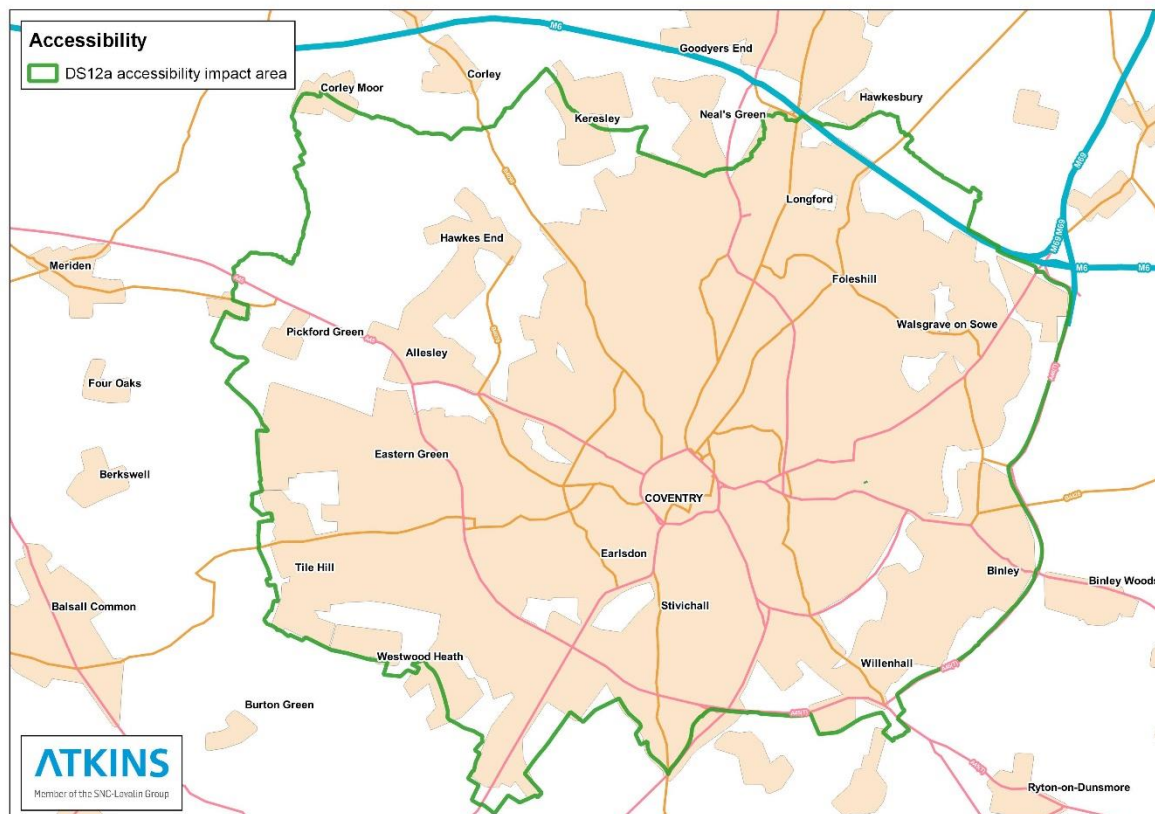 Accessibility
DS12a accessibility impact area
M6
Goodyers End
Corley
Corley Moor
Hawkesbury
Keresley
Neal's Green
M69
Longford
Hawkes End
M69
M69
M6
M6
Meriden
Foleshill
Walsgrave on Sowe
Pickford Green
Allesley
Four Oaks
Eastern Green
Berkswell
COVENTRY
Earlsdon
Tile Hill
Binley
Binley Woods
Balsall Common
Stivichall
Westwood Heath
Willenhall
Burton Green
ATKINS
Member of the SNC-Lavalin Group
Ryton-on-Dunsmore